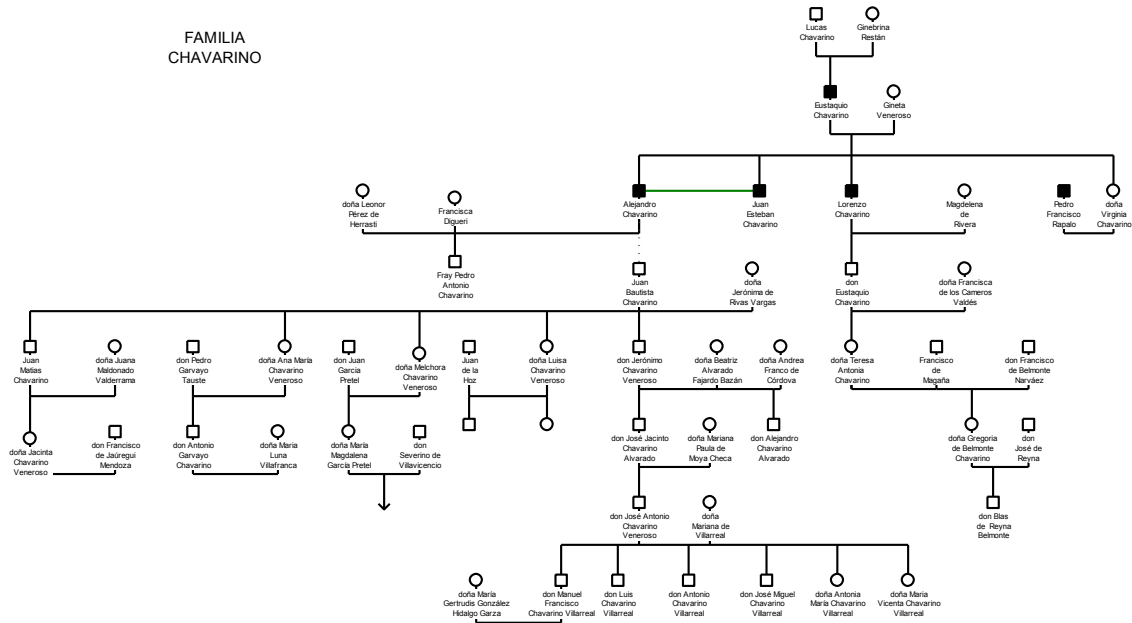 FAMILIA
CHAVARINO
Lucas
Chavarino
Ginebrina
Restán
Eustaquio
Chavarino
Gineta
Veneroso
doña Leonor
Pérez de
Herrasti
Francisca
Digueri
Alejandro
Chavarino
Juan
Esteban
Chavarino
Lorenzo
Chavarino
Magdelena
de
Rivera
Pedro
Francisco
Rapalo
doña
Virginia
Chavarino
Fray Pedro
Antonio
Chavarino
Juan
Bautista
Chavarino
doña
Jerónima de
Rivas Vargas
don
Eustaquio
Chavarino
doña Francisca
de los Cameros
Valdés
Juan
Matias
Chavarino
doña Juana
Maldonado
Valderrama
don Pedro
Garvayo
Tauste
doña Ana María
Chavarino
Veneroso
don Juan
García
Pretel
doña Melchora
Chavarino
Veneroso
Juan
de la
Hoz
doña Luisa
Chavarino
Veneroso
don Jerónimo
Chavarino
Veneroso
doña Beatriz
Alvarado
Fajardo Bazán
doña Andrea
Franco de
Córdova
doña Teresa
Antonia
Chavarino
Francisco
de
Magaña
don Francisco
de Belmonte
Narváez
doña Jacinta
Chavarino
Veneroso
don Francisco
de Jaúregui
Mendoza
don Antonio
Garvayo
Chavarino
doña María
Luna
Villafranca
doña María
Magdalena
García Pretel
don
Severino de
Villavicencio
don José Jacinto
Chavarino
Alvarado
doña Mariana
Paula de
Moya Checa
don Alejandro
Chavarino
Alvarado
doña Gregoria
de Belmonte
Chavarino
don
José de
Reyna
don José Antonio
Chavarino
Veneroso
doña
Mariana de
Villarreal
don Blas
de Reyna
Belmonte
doña María
Gertrudis González
Hidalgo Garza
don Manuel
Francisco
Chavarino Villarreal
don Luis
Chavarino
Villarreal
don Antonio
Chavarino
Villarreal
don José Miguel
Chavarino
Villarreal
doña Antonia
María Chavarino
Villarreal
doña Maria
Vicenta Chavarino
Villarreal